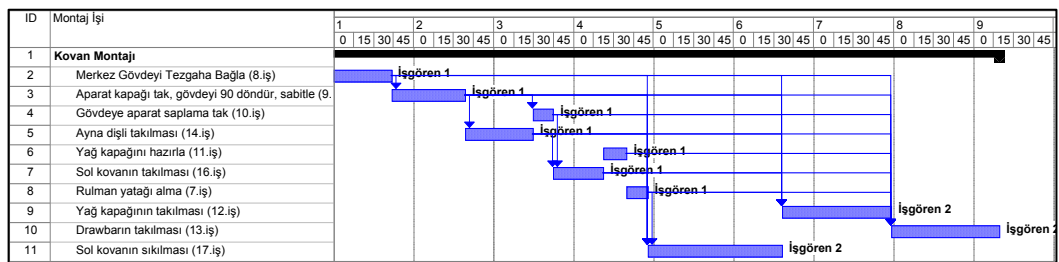 ID Montaj İşi 1 2 3 4 5 6 7 8 9
0 15 30 45 0 15 30 45 0 15 30 45 0 15 30 45 0 15 30 45 0 15 30 45 0 15 30 45 0 15 30 45 0 15 30 45
1 Kovan Montajı
2 Merkez Gövdeyi Tezgaha Bağla (8.iş) İşgören 1
3 Aparat kapağı tak, gövdeyi 90 döndür, sabitle (9. İşgören 1
4 Gövdeye aparat saplama tak (10.iş) İşgören 1
5 Ayna dişli takılması (14.iş) İşgören 1
6 Yağ kapağını hazırla (11.iş) İşgören 1
7 Sol kovanın takılması (16.iş) İşgören 1
8 Rulman yatağı alma (7.iş) İşgören 1
9 Yağ kapağının takılması (12.iş) İşgören 2
10 Drawbarın takılması (13.iş) İşgören 2
11 Sol kovanın sıkılması (17.iş) İşgören 2